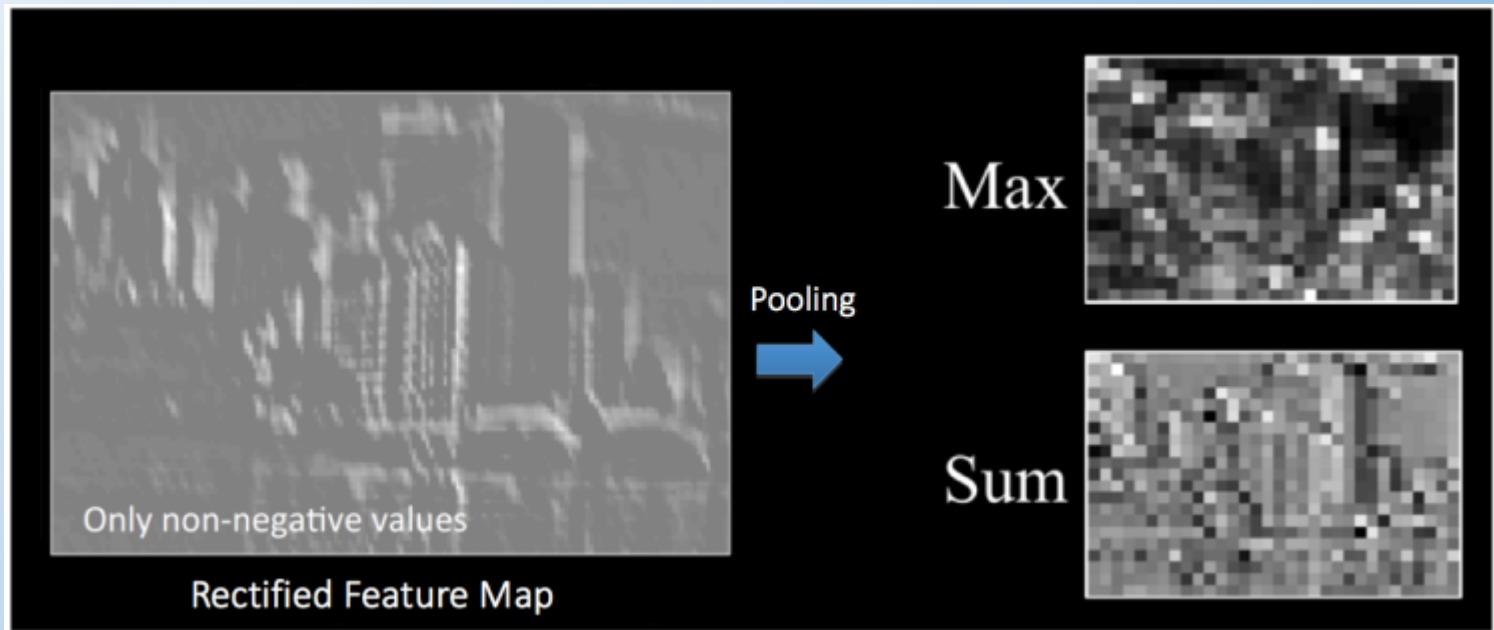 Only non-negative values
Rectified Feature Map
Pooling
Max
Sum